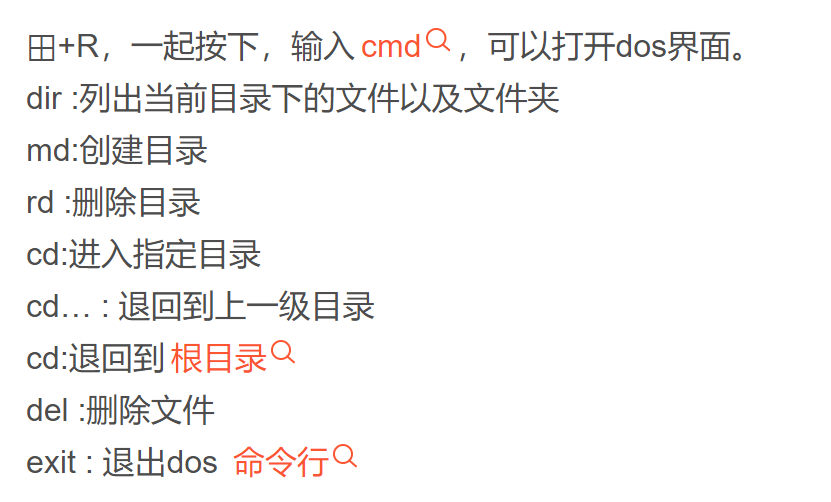 田+R，一起按下，输入 cmd ，可以打开dos界面。
dir :列出当前目录下的文件以及文件夹
md:创建目录
rd :删除目录
cd:进入指定目录
cd… : 退回到上一级目录
cd:退回到 根目录
del :删除文件
exit : 退出dos 命令行